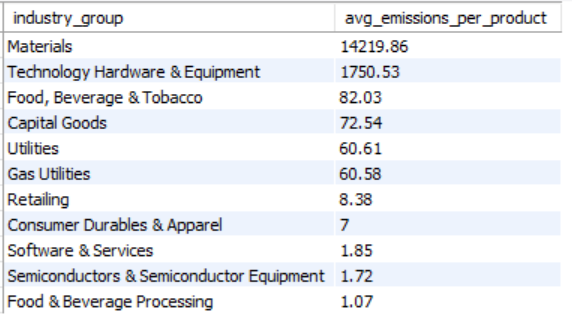 industry_group avg_emissions_per_product
Materials 14219.86
Technology Hardware & Equipment 1750.53
Food, Beverage & Tobacco 82.03
Capital Goods 72.54
Utilities 60.61
Gas Utilities 60.58
Retailing 8.38
Consumer Durables & Apparel 7
Software & Services 1.85
Semiconductors & Semiconductor Equipment 1.72
Food & Beverage Processing 1.07